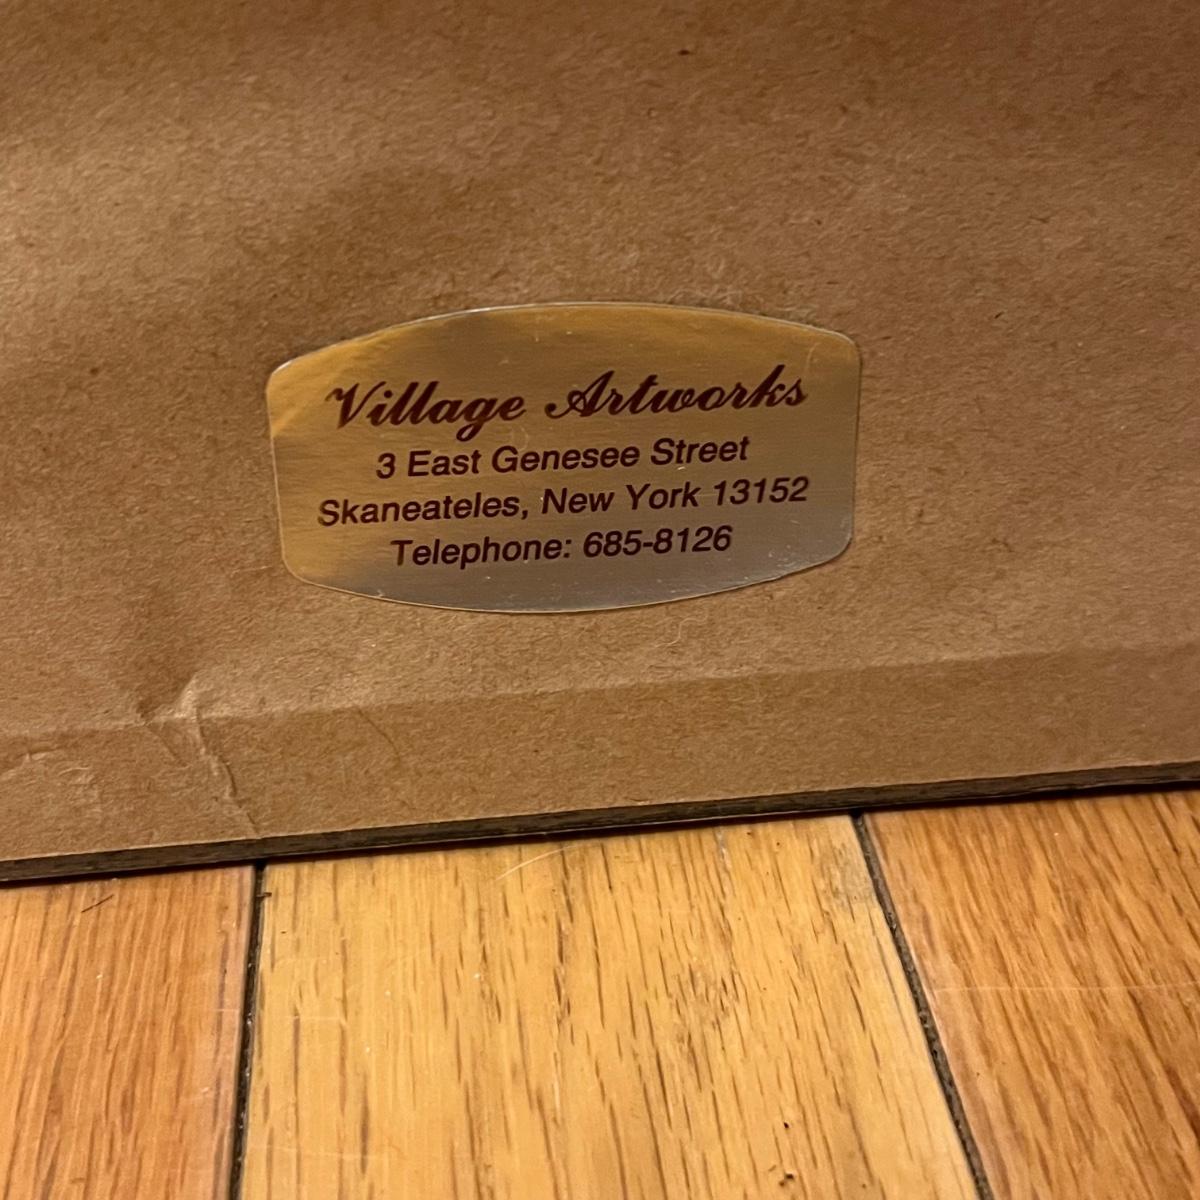 Village Artworks
3 East Genesee Street
Skaneateles, New York 13152
Telephone: 685-8126